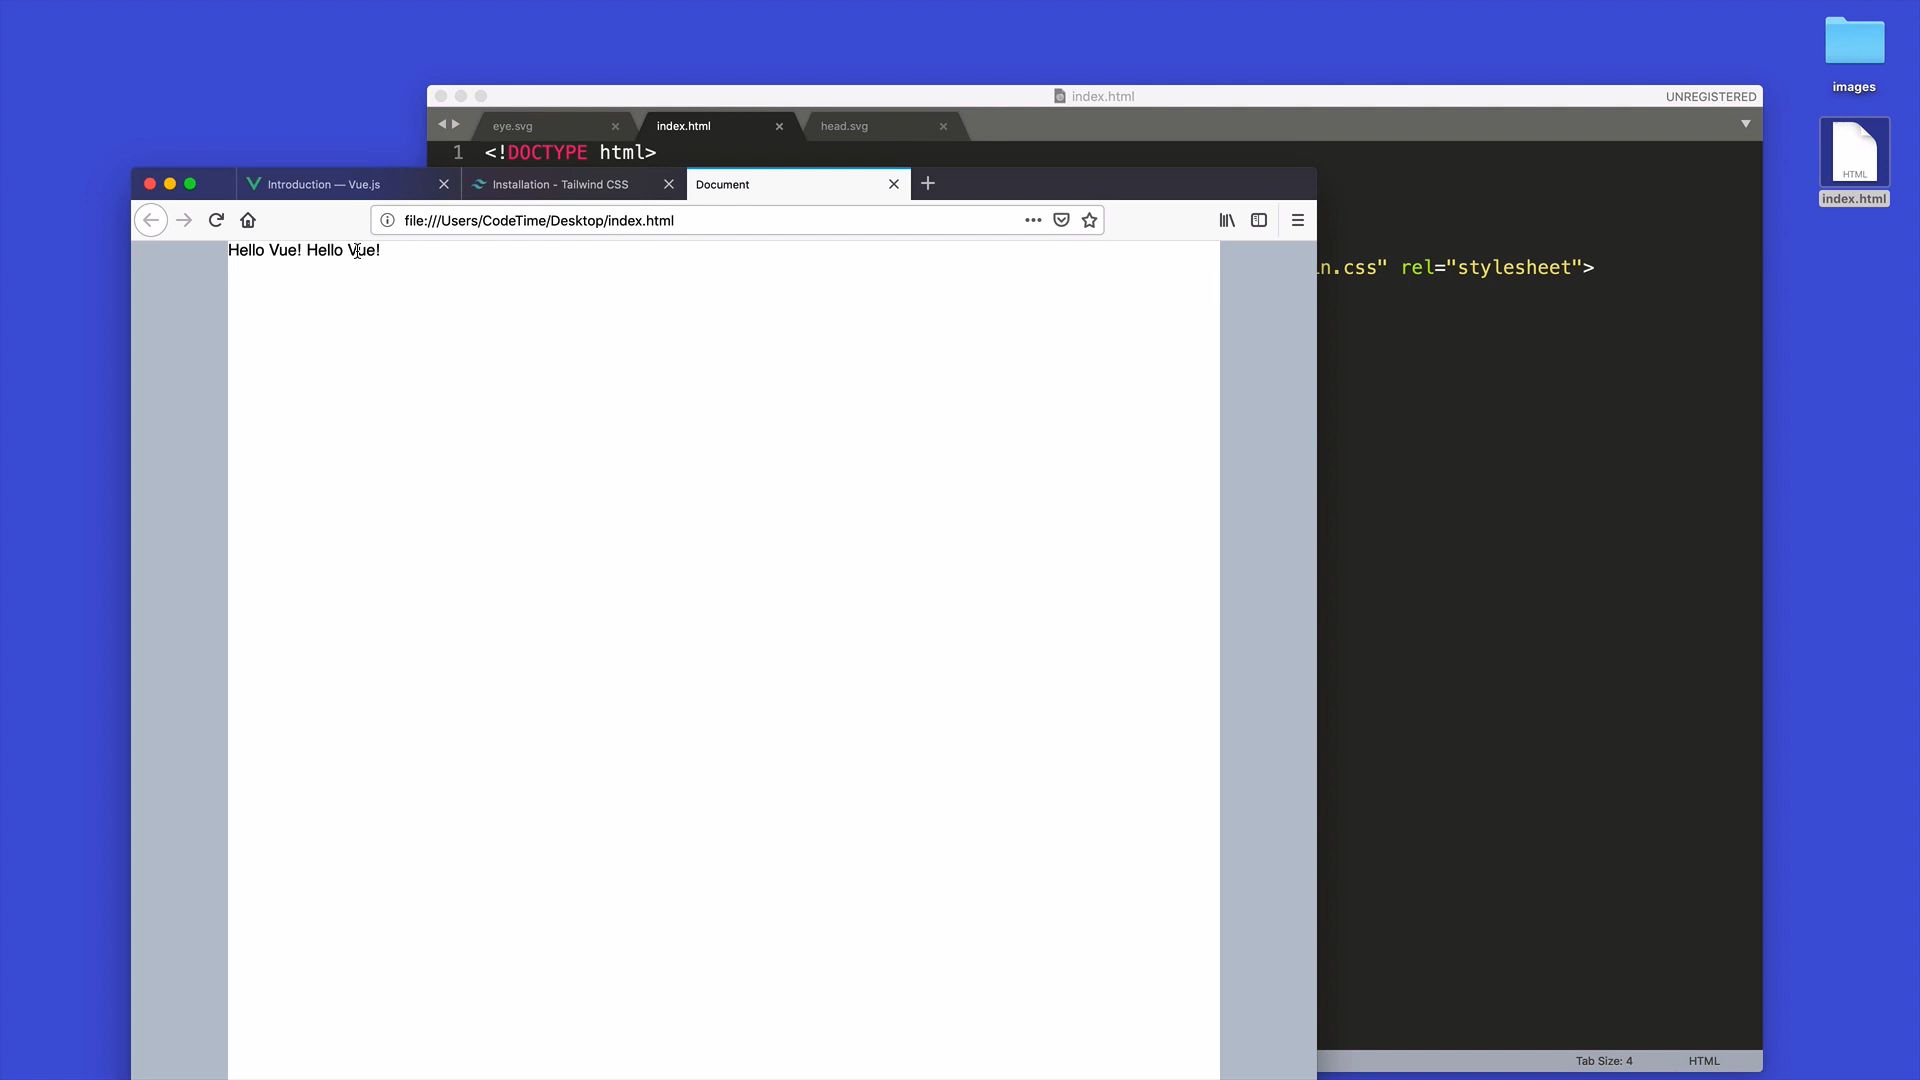 images
index.html
UNREGISTERED
eye.svg
index.html
head.svg
1 <!DOCTYPE html>
Introduction — Vue.js
Installation - Tailwind CSS
Document
HTML
index.html
file:///Users/CodeTime/Desktop/index.html
Hello Vue! Hello Vue!
n.css" rel="stylesheet">
Tab Size: 4
HTML